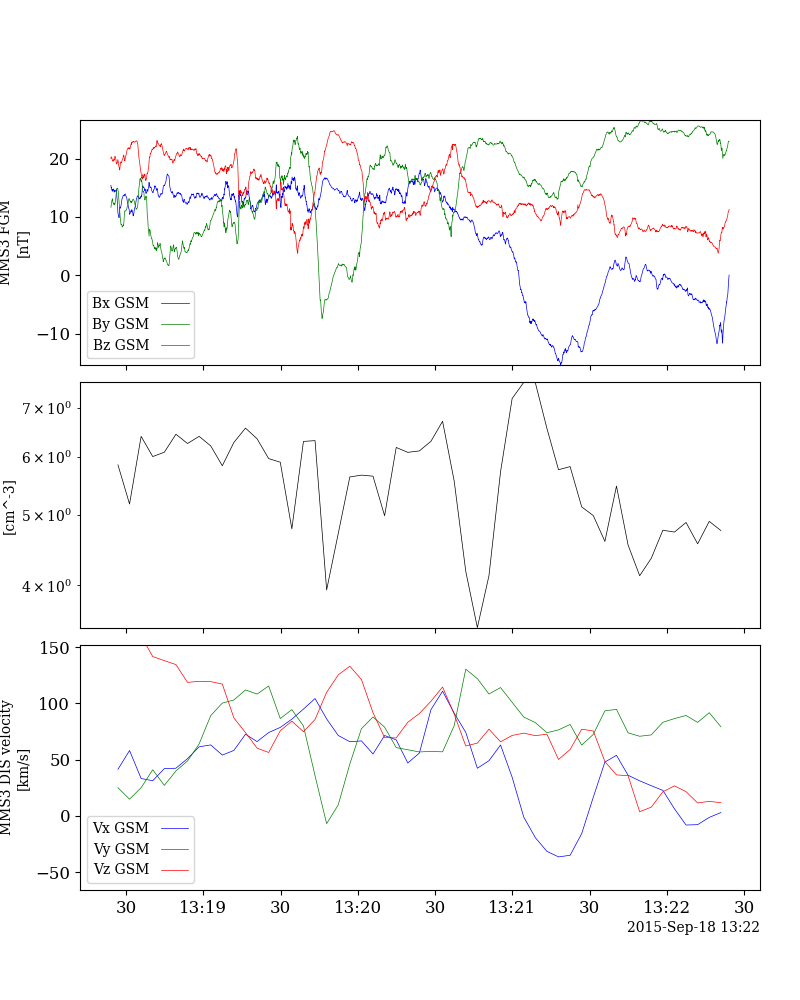 MMS3 FGM
[nT]
20
10
0
−10
Bx GSM
By GSM
Bz GSM
[cm^-3]
7 × 10⁰
6 × 10⁰
5 × 10⁰
4 × 10⁰
MMS3 DIS velocity
[km/s]
150
100
50
0
−50
Vx GSM
Vy GSM
Vz GSM
30 13:19 30 13:20 30 13:21 30 13:22 30
2015-Sep-18 13:22